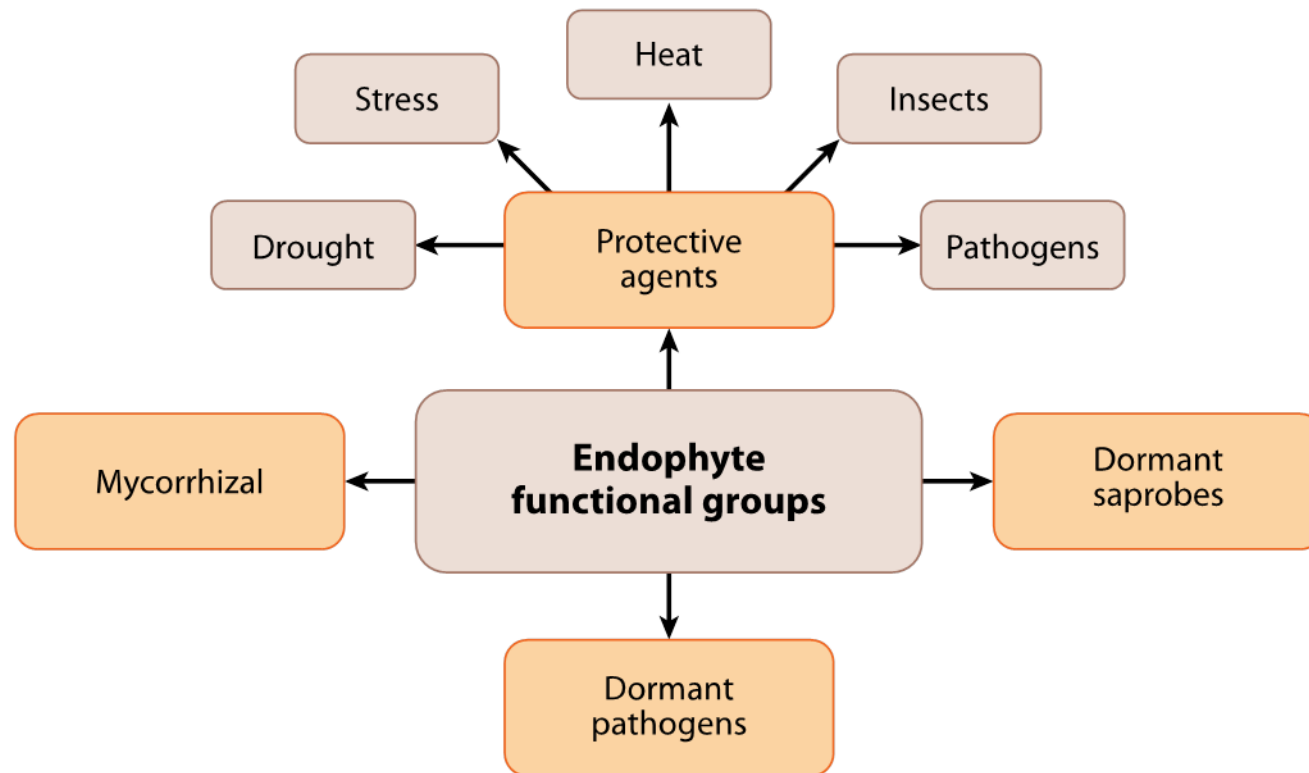 Heat
Stress
Insects
Drought
Protective
agents
Pathogens
Mycorrhizal
Endophyte
functional groups
Dormant
saprobes
Dormant
pathogens